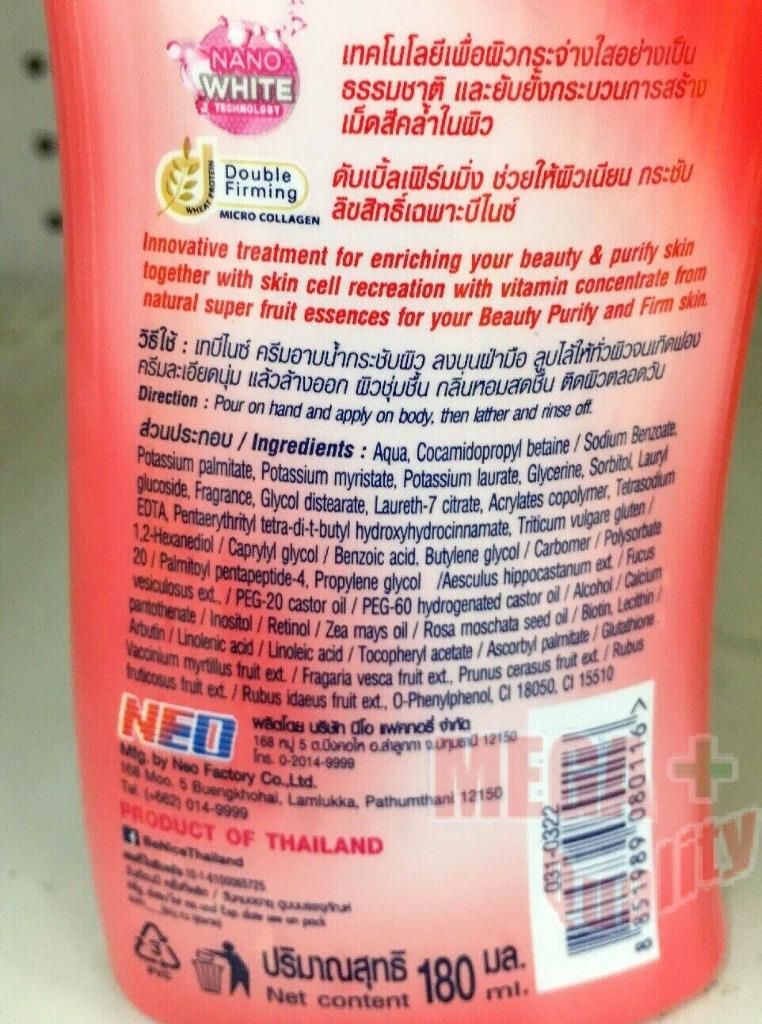 NANO
WHITE
TECHNOLOGY
เทคโนโลยีเพื่อผิวกระจ่างใสอย่างเป็น
ธรรมชาติ และยับยั้งกระบวนการสร้าง
เม็ดสีคล้ำในผิว
WHEAT PROTEIN
Double
Firming
MICRO COLLAGEN
ดับเบิ้ลเฟิร์มมิ่ง ช่วยให้ผิวเนียน กระชับ
ลิขสิทธิ์เฉพาะบีไนซ์
Innovative treatment for enriching your beauty & purify skin
together with skin cell recreation with vitamin concentrate from
natural super fruit essences for your Beauty Purify and Firm skin.
วิธีใช้ : เทบีไนซ์ ครีมอาบน้ำกระชับผิว ลงบนฝ่ามือ ลูบไล้ให้ทั่วผิวจนเกิดฟอง
ครีมละเอียดนุ่ม แล้วล้างออก ผิวชุ่มชื้น กลิ่นหอมสดชื่น ติดผิวตลอดวัน
Direction : Pour on hand and apply on body, then lather and rinse off.
ส่วนประกอบ / Ingredients : Aqua, Cocamidopropyl betaine / Sodium Benzoate,
Potassium palmitate, Potassium myristate, Potassium laurate, Glycerine, Sorbitol, Lauryl
glucoside, Fragrance, Glycol distearate, Laureth-7 citrate, Acrylates copolymer, Tetrasodium
EDTA, Pentaerythrityl tetra-di-t-butyl hydroxyhydrocinnamate, Triticum vulgare gluten /
1,2-Hexanediol / Caprylyl glycol / Benzoic acid, Butylene glycol / Carbomer / Polysorbate
20 / Palmitoyl pentapeptide-4, Propylene glycol /Aesculus hippocastanum ext. / Fucus
vesiculosus ext., / PEG-20 castor oil / PEG-60 hydrogenated castor oil / Alcohol / Calcium
pantothenate / Inositol / Retinol / Zea mays oil / Rosa moschata seed oil / Biotin, Lecithin /
Arbutin / Linolenic acid / Linoleic acid / Tocopheryl acetate / Ascorbyl palmitate / Glutathione
Vaccinium myrtillus fruit ext. / Fragaria vesca fruit ext., Prunus cerasus fruit ext. / Rubus
fruticosus fruit ext. / Rubus idaeus fruit ext., O-Phenylphenol, CI 18050, CI 15510
NEO
ผลิตโดย บริษัท นีโอ แฟคทอรี่ จำกัด
168 หมู่ 5 ต.บึงคอไห อ.ลำลูกกา จ.ปทุมธานี 12150
โทร. 0-2014-9999
Mfg. by Neo Factory Co.,Ltd.
168 Moo. 5 Buengkhohai, Lamlukka, Pathumthani 12150
Tel. (+662) 014-9999
PRODUCT OF THAILAND
BeNiceThailand
031-0322
8 851989 080116 >
MEGA +
Quality
3
PVC
ปริมาณสุทธิ 180 มล.
Net content ml.